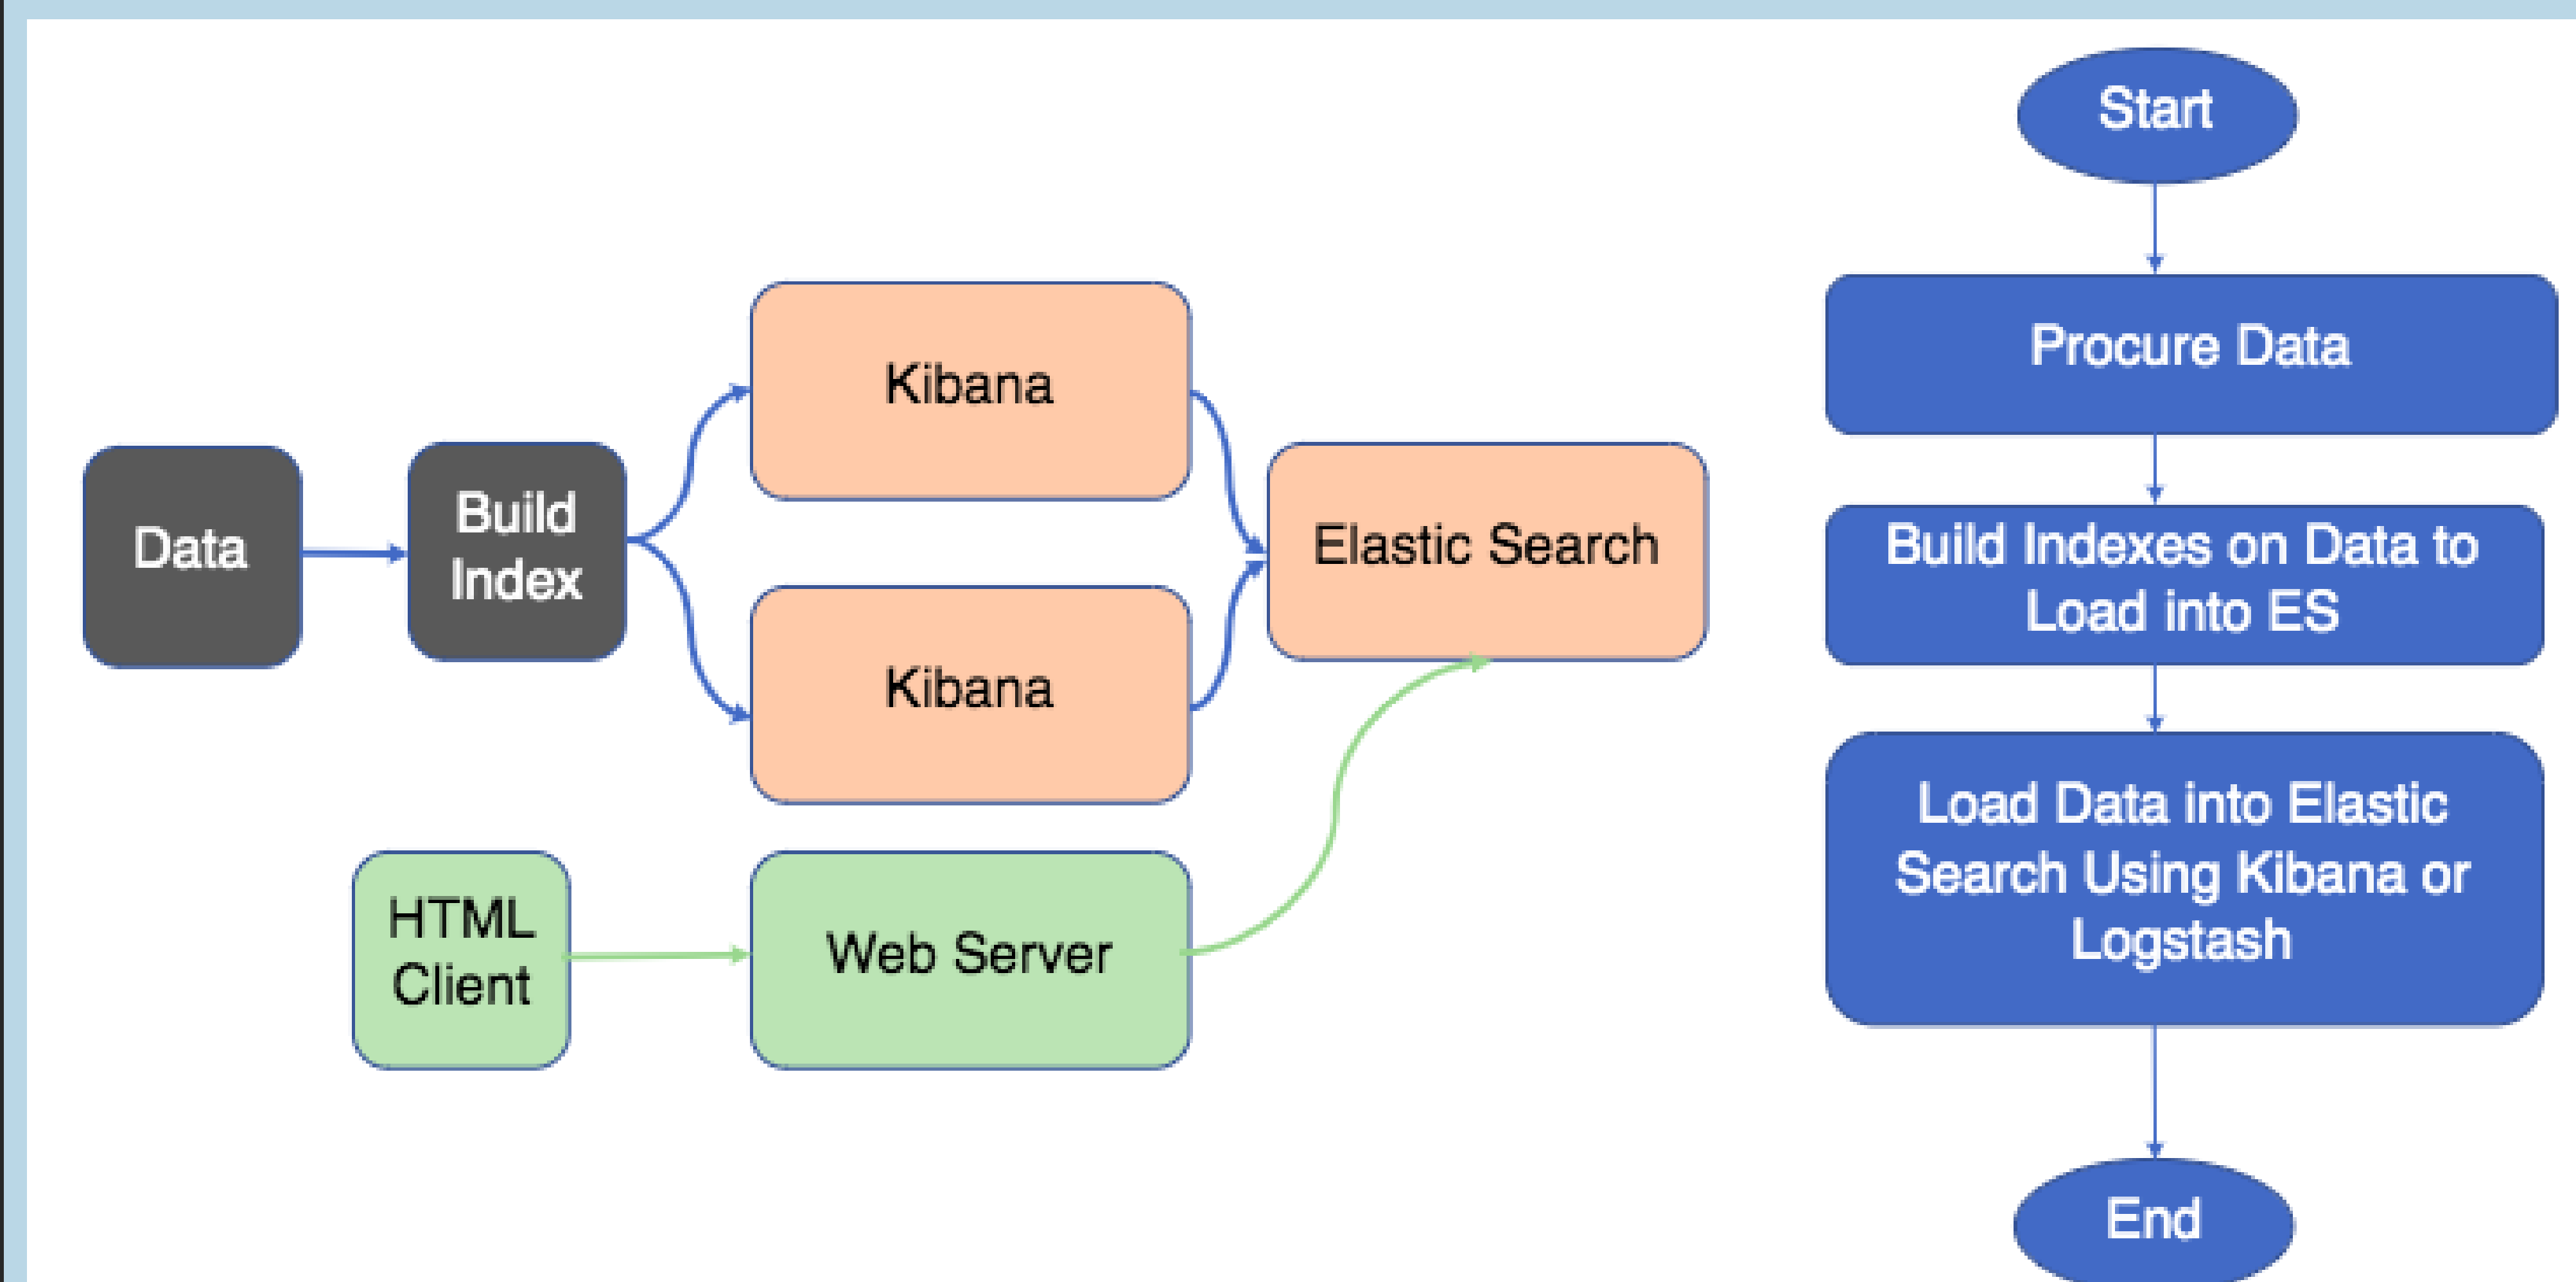 Data
Build
Index
Kibana
Kibana
Elastic Search
HTML
Client
Web Server
Start
Procure Data
Build Indexes on Data to
Load into ES
Load Data into Elastic
Search Using Kibana or
Logstash
End